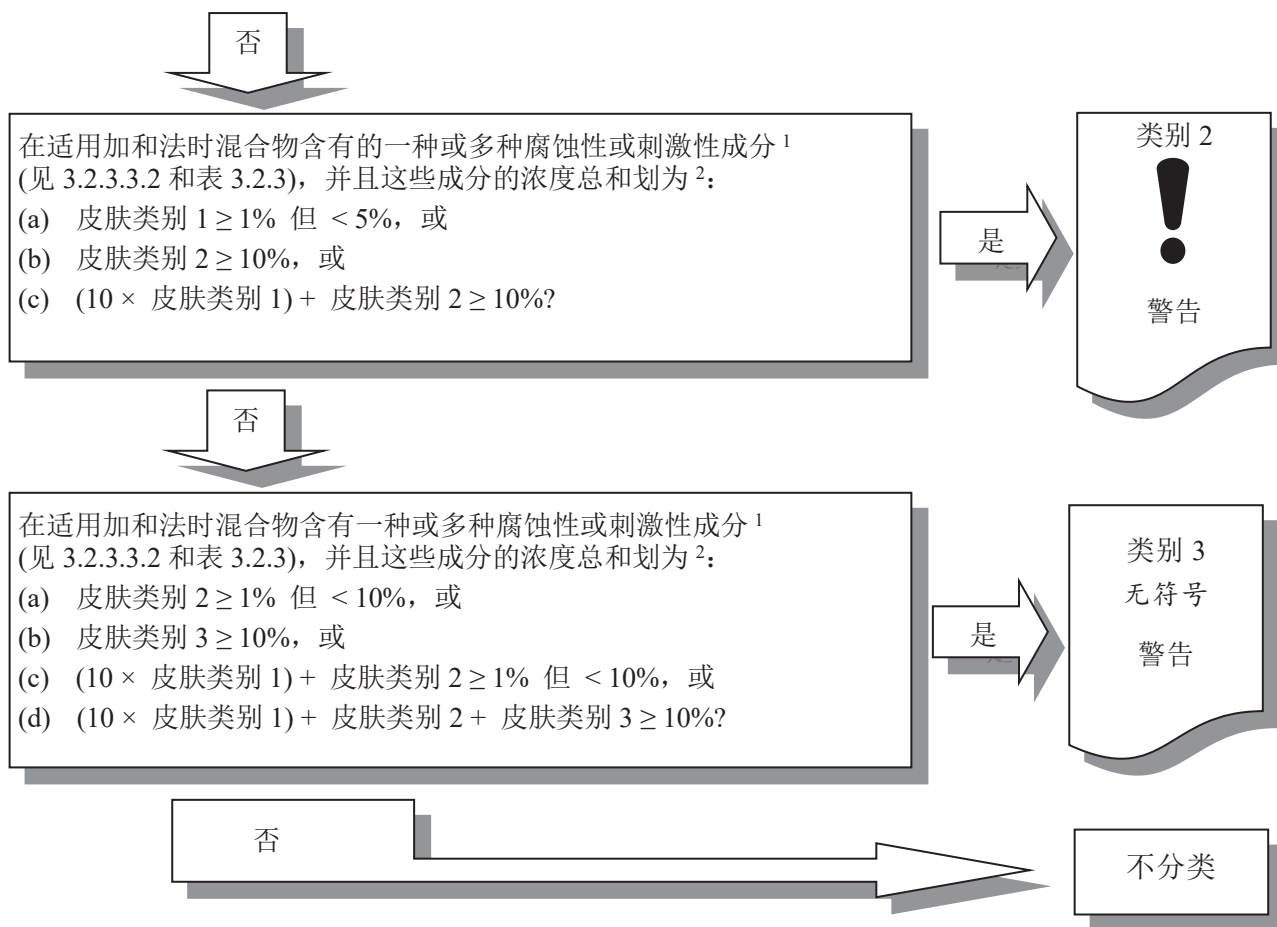 否
在适用加和法时混合物含有的一种或多种腐蚀性或刺激性成分 1
(见 3.2.3.3.2 和表 3.2.3)，并且这些成分的浓度总和划为 2：
(a) 皮肤类别 1 ≥ 1% 但 < 5%，或
(b) 皮肤类别 2 ≥ 10%，或
(c) (10 × 皮肤类别 1) + 皮肤类别 2 ≥ 10%?
是
类别 2
警告
否
在适用加和法时混合物含有一种或多种腐蚀性或刺激性成分 1
(见 3.2.3.3.2 和表 3.2.3)，并且这些成分的浓度总和划为 2：
(a) 皮肤类别 2 ≥ 1% 但 < 10%，或
(b) 皮肤类别 3 ≥ 10%，或
(c) (10 × 皮肤类别 1) + 皮肤类别 2 ≥ 1% 但 < 10%，或
(d) (10 × 皮肤类别 1) + 皮肤类别 2 + 皮肤类别 3 ≥ 10%?
是
类别 3
无符号
警告
否
不分类